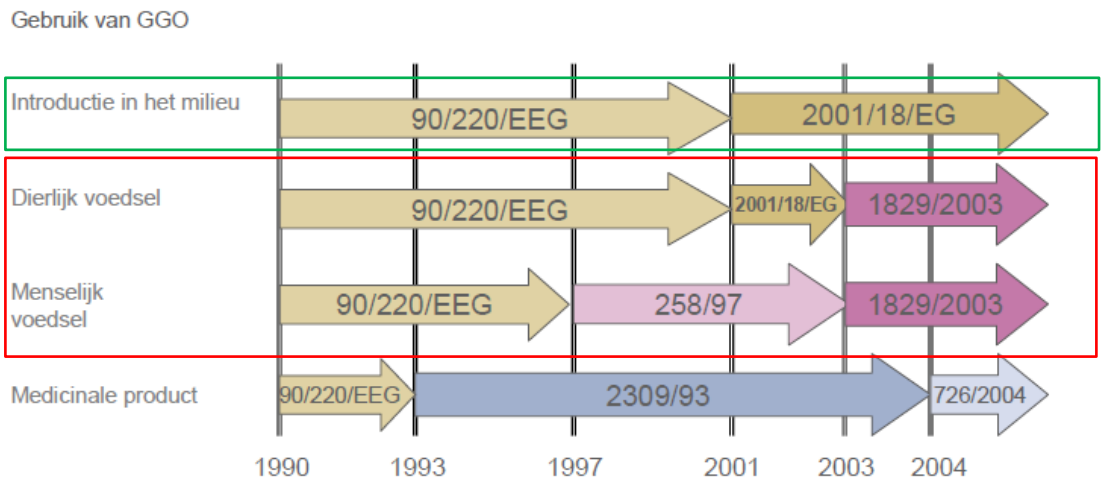 Gebruik van GGO
Introductie in het milieu
90/220/EEG
2001/18/EG
Dierlijk voedsel
90/220/EEG
2001/18/EG
1829/2003
Menselijk
voedsel
90/220/EEG
258/97
1829/2003
Medicinale product
90/220/EEG
2309/93
726/2004
1990
1993
1997
2001
2003
2004